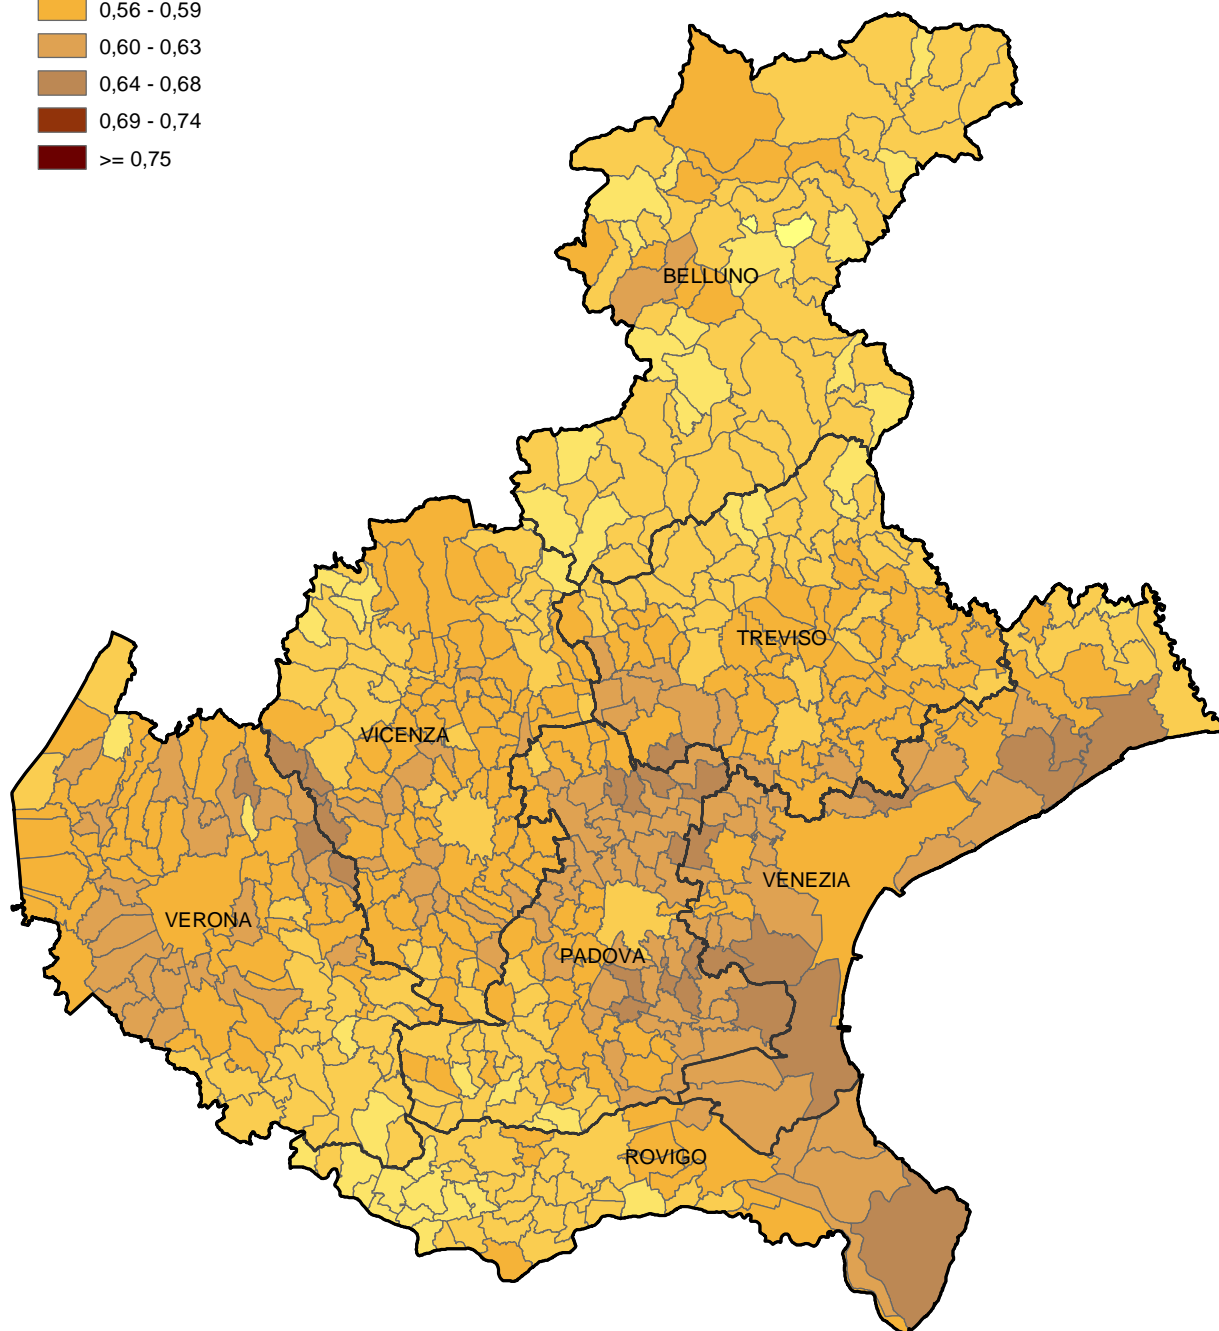 0,56 - 0,59
0,60 - 0,63
0,64 - 0,68
0,69 - 0,74
>= 0,75
BELLUNO
TREVISO
VICENZA
VENEZIA
VERONA
PADOVA
ROVIGO